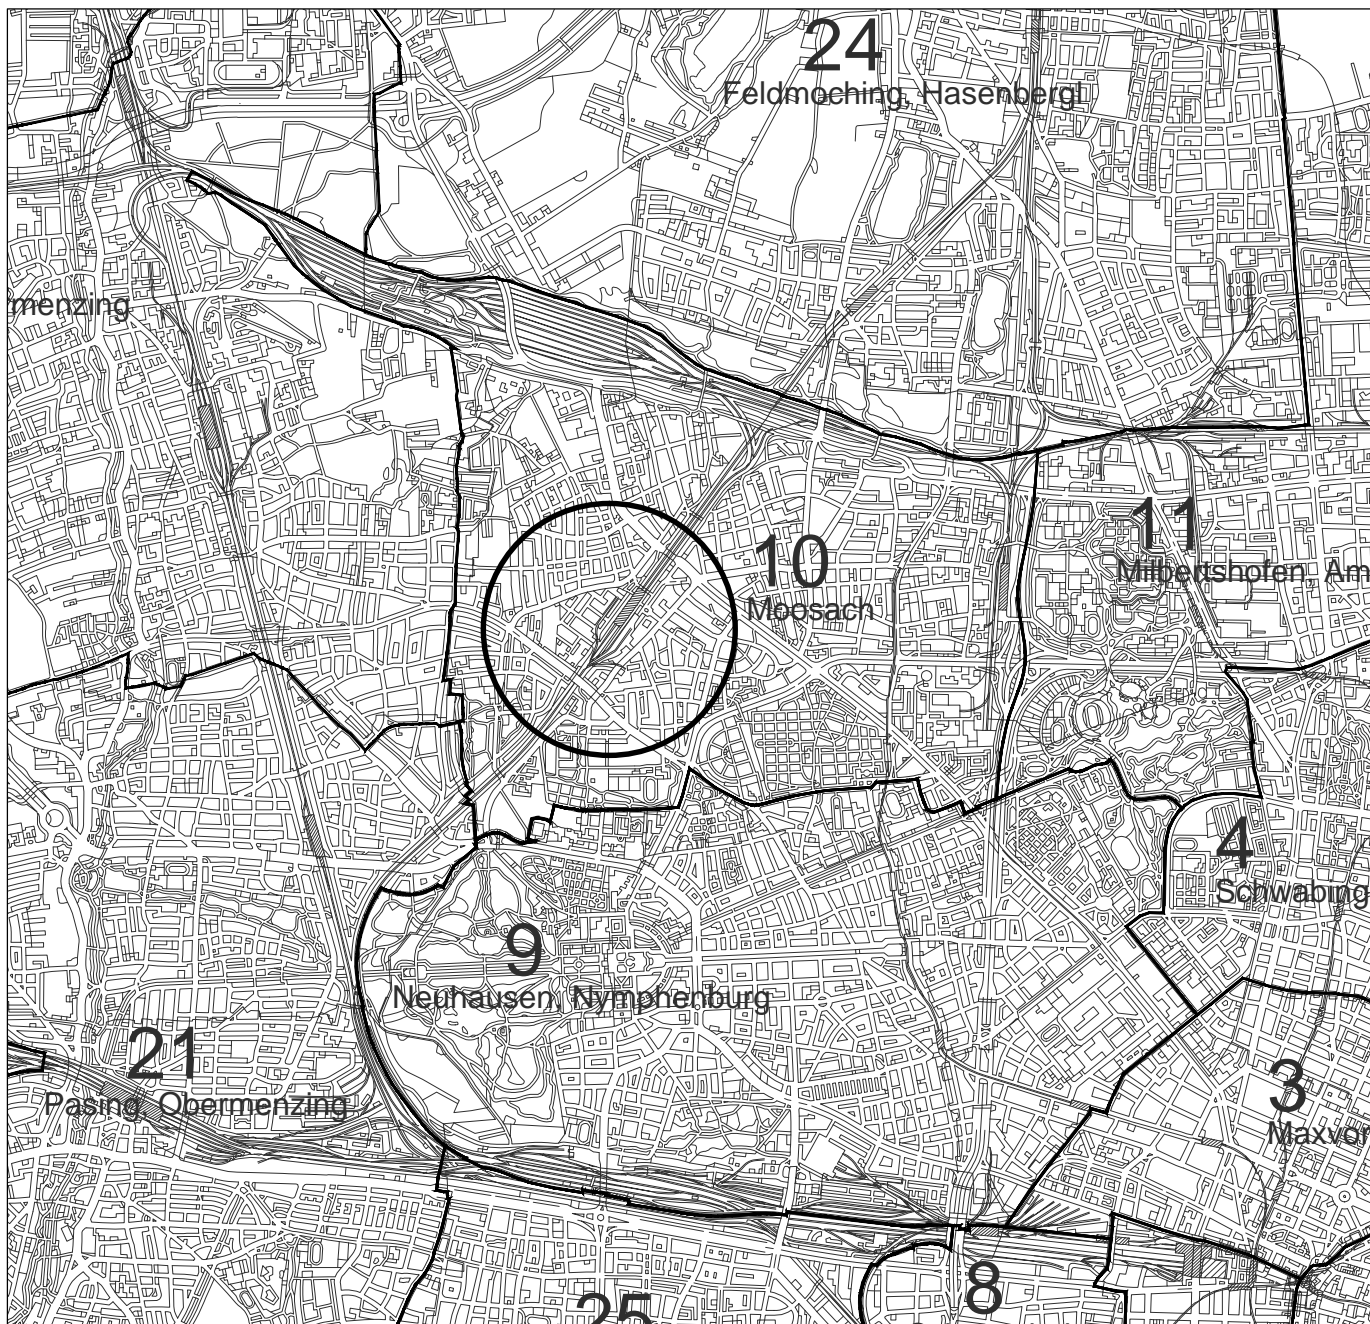 24
Feldmoching, Hasenbergl
menzing
11
Milbertshofen, Am
10
Moosach
4
Schwabing
9
Neuhausen, Nymphenburg
21
Pasing, Obermenzing
3
Maxvor
8
25